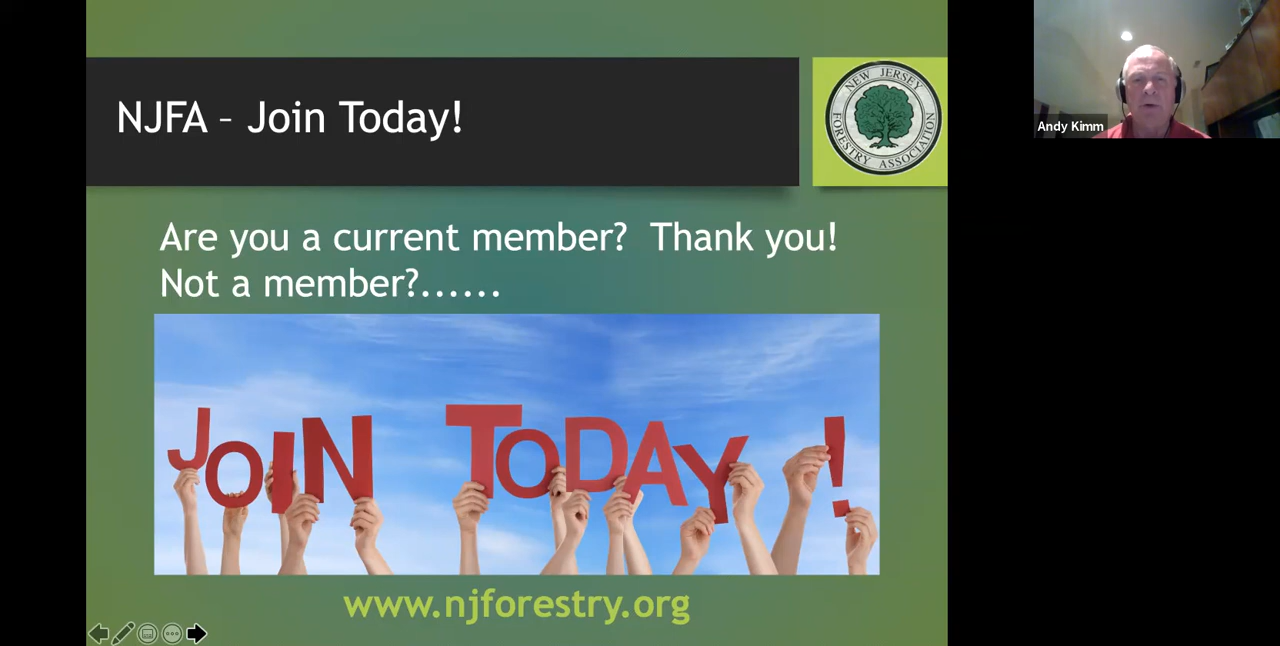 NJFA – Join Today!
NEW JERSEY
FORESTRY ASSOCIATION
Andy Kimm
Are you a current member?  Thank you!
Not a member?......
JOIN TODAY !
www.njforestry.org